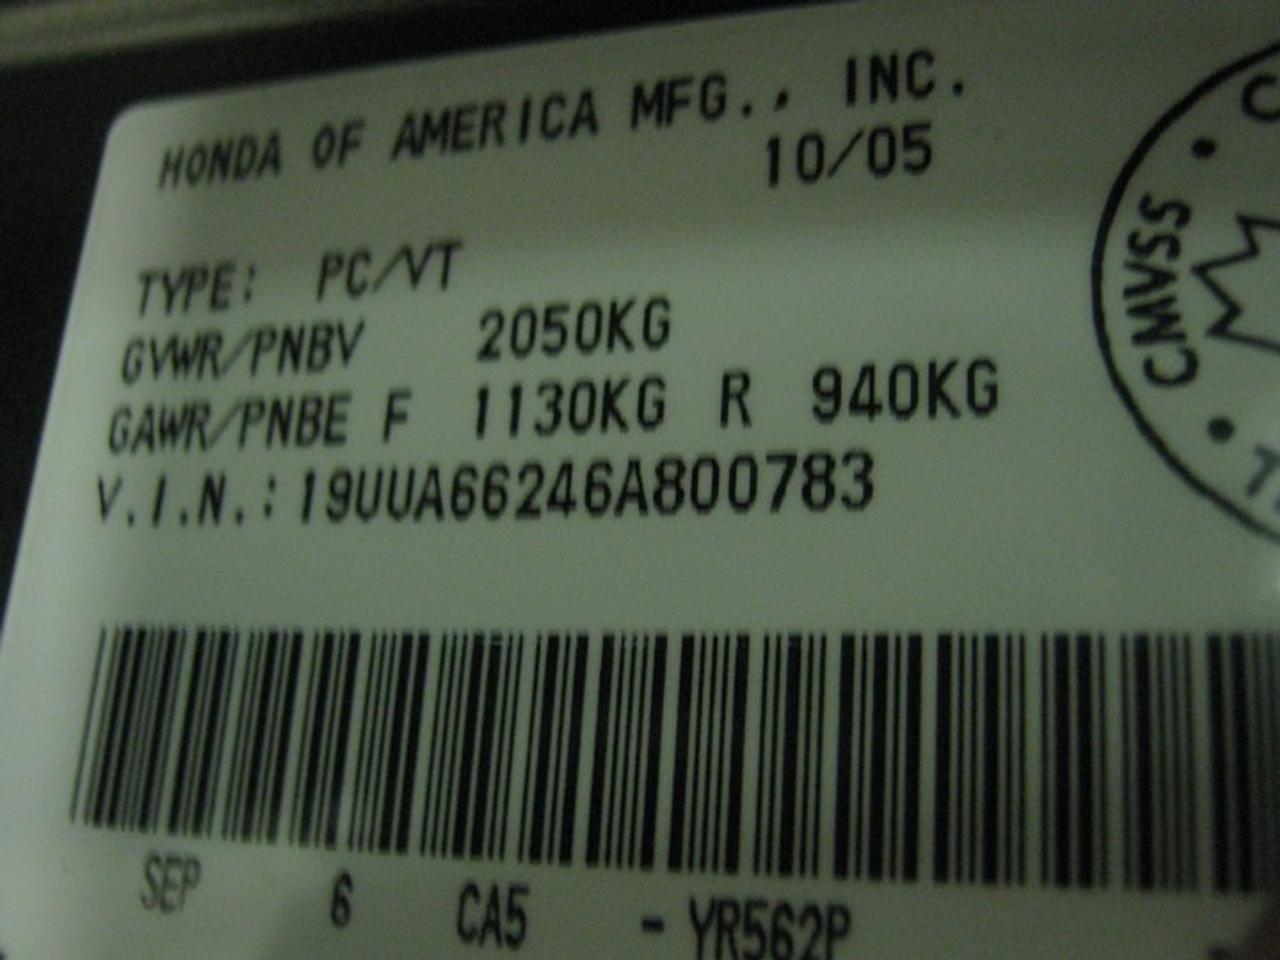 HONDA OF AMERICA MFG., INC.
10/05
TYPE: PC/VT
GVWR/PNBV 2050KG
GAWR/PNBE F 1130KG R 940KG
V.I.N.: 19UUA66246A800783
CMVSS
SEP 6 CA5 - YR562P